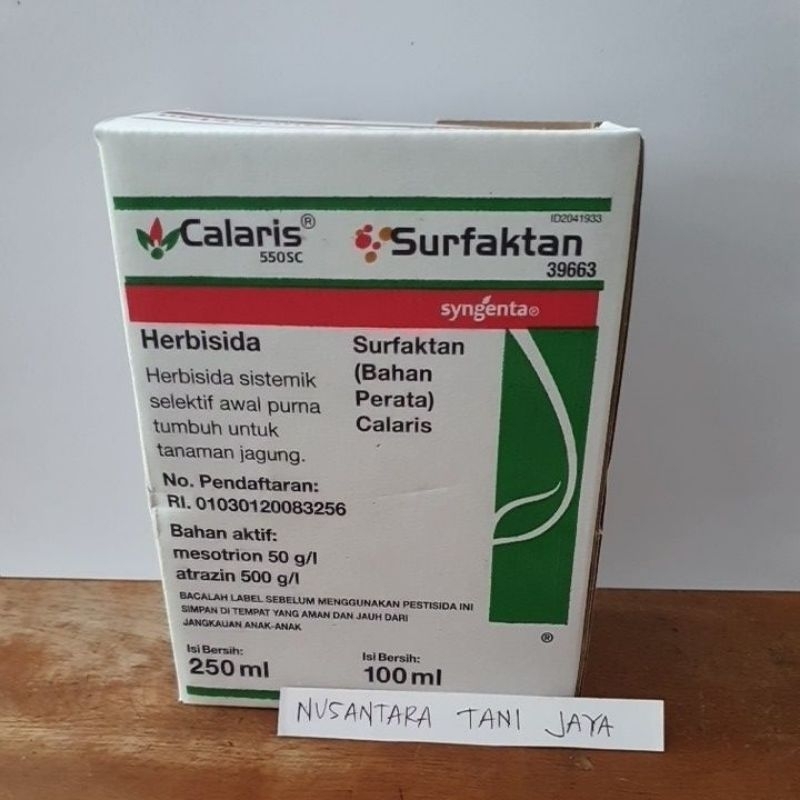 ID2041933
Calaris®
550SC
Surfaktan
39663
syngenta®
Herbisida
Herbisida sistemik
selektif awal purna
tumbuh untuk
tanaman jagung.
Surfaktan
(Bahan
Perata)
Calaris
No. Pendaftaran:
RI. 01030120083256
Bahan aktif:
mesotrion 50 g/l
atrazin 500 g/l
BACALAH LABEL SEBELUM MENGGUNAKAN PESTISIDA INI
SIMPAN DI TEMPAT YANG AMAN DAN JAUH DARI
JANGKAUAN ANAK-ANAK
®
Isi Bersih:
250 ml
Isi Bersih:
100 ml
NUSANTARA TANI JAYA